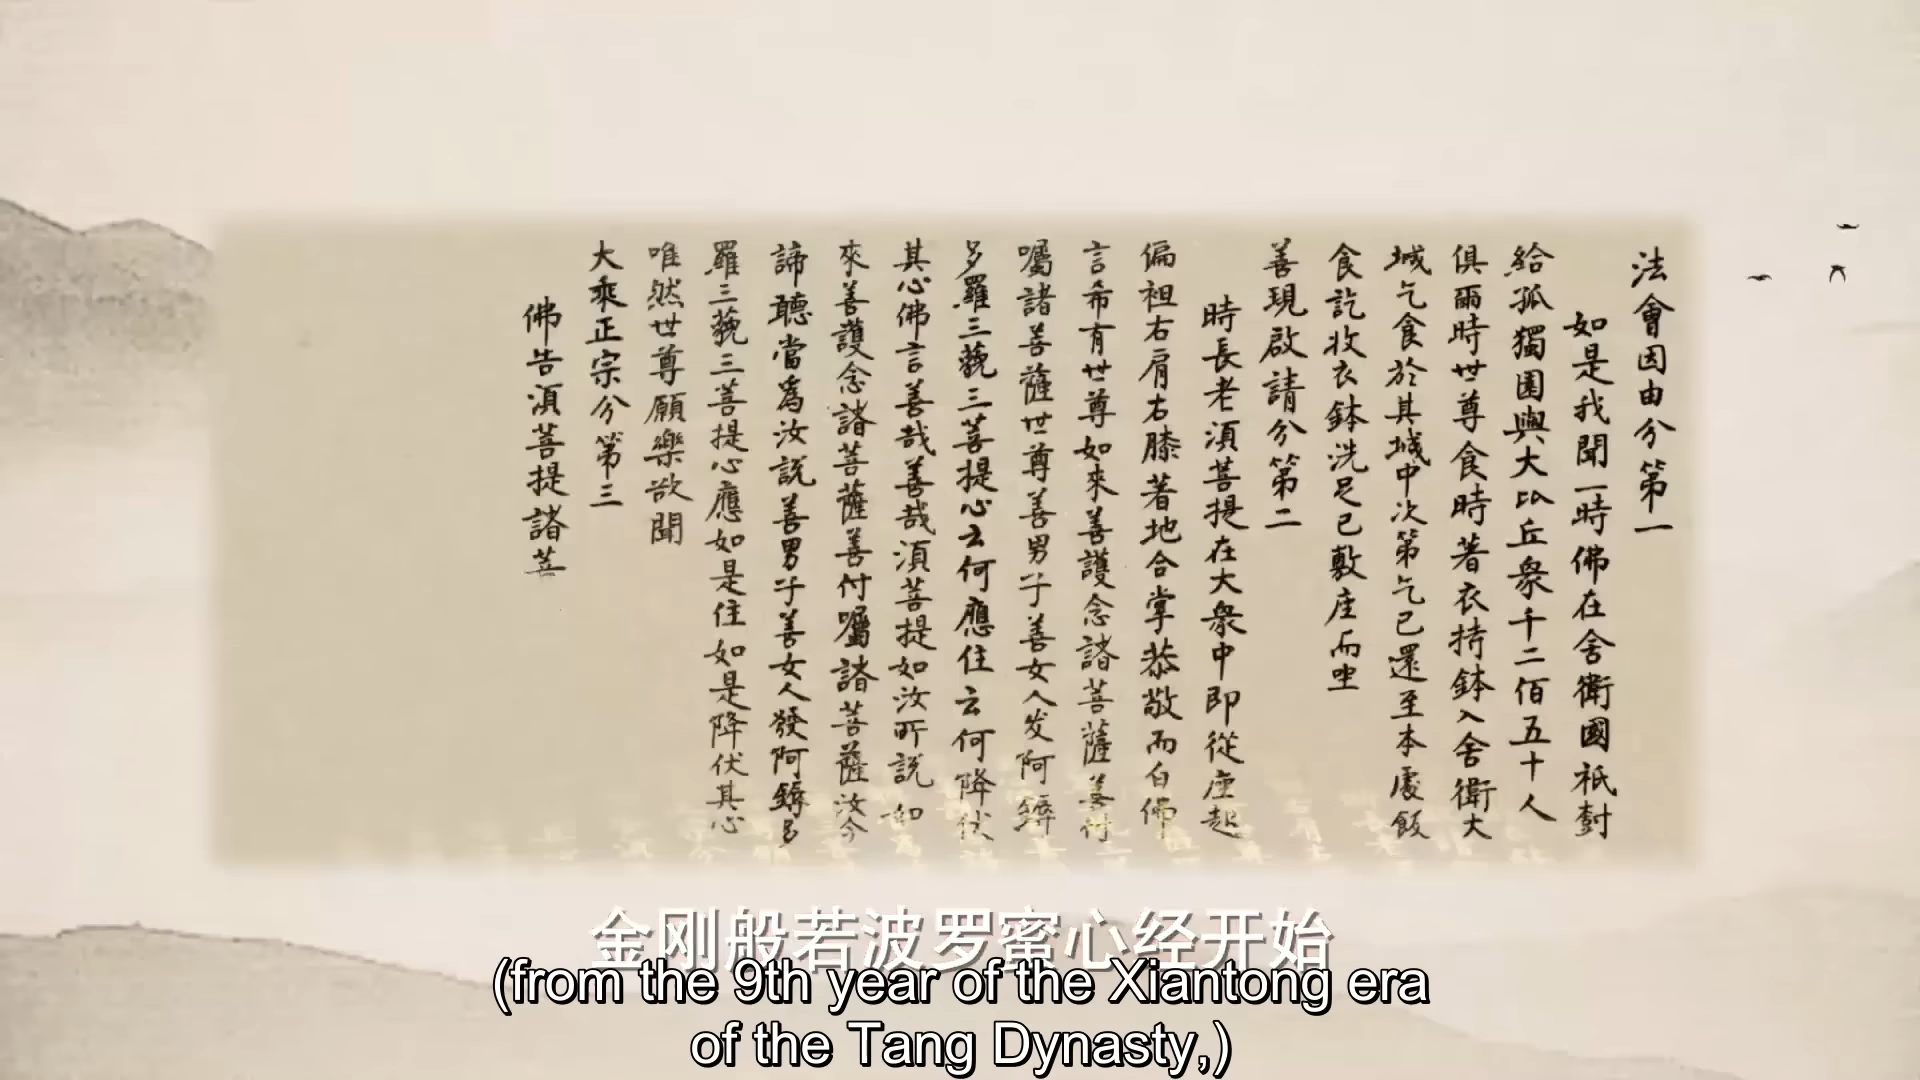 法會因由分第一
如是我聞一時佛在舍衛國祇對
給孤獨園與大比丘衆千二佰五十人
俱爾時世尊食時著衣持鉢入舍衛大
城乞食於其城中次第乞已還至本處飯
食訖收衣鉢洗足已敷座而坐
善現啟請分第二
時長老須菩提在大衆中即從座起
偏袒右肩右膝著地合掌恭敬而白佛
言希有世尊如來善護念諸菩薩善付
囑諸菩薩世尊善男子善女人发阿鐸
多羅三藐三菩提心云何應住云何降伏
其心佛言善哉善哉須菩提如汝所説如
來善護念諸菩薩善付囑諸菩薩汝今
諦聽當為汝説善男子善女人發阿鐸多
羅三藐三菩提心應如是住如是降伏其心
唯然世尊願樂欲聞
大乘正宗分第三
佛告須菩提諸菩
金刚般若波罗蜜心经开始
(from the 9th year of the Xiantong era
of the Tang Dynasty,)